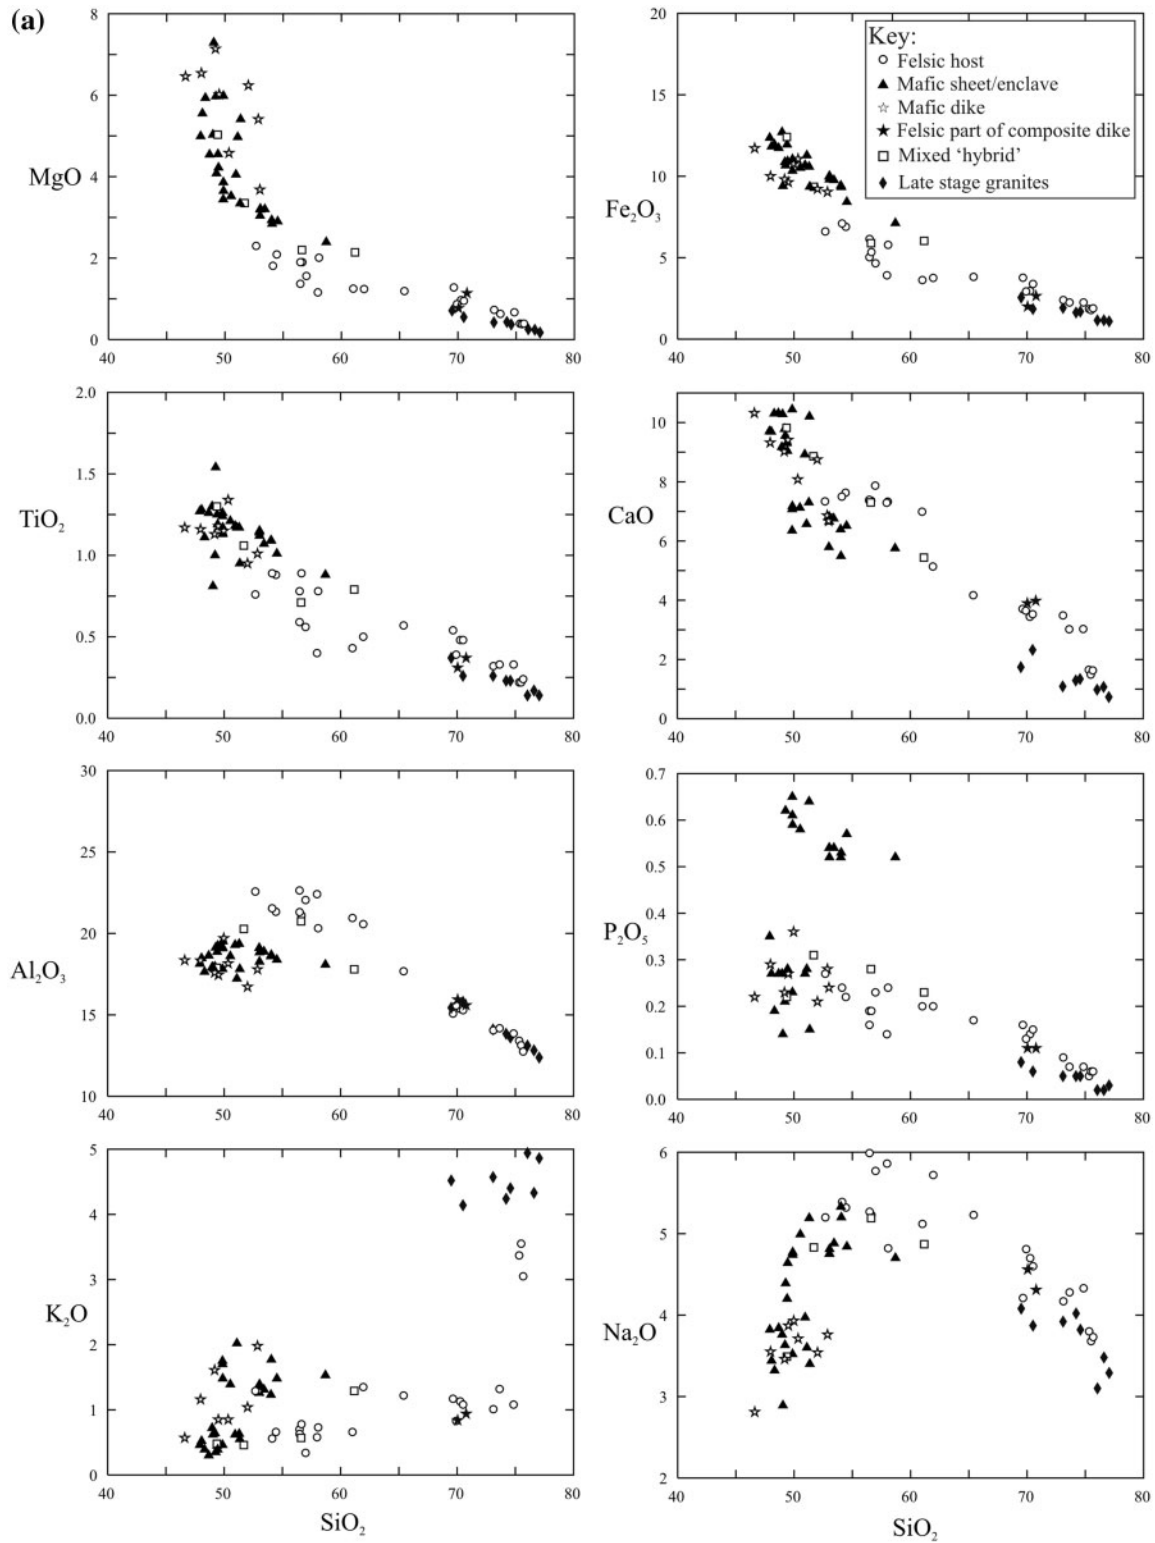 (a)
8
6
MgO
4
2
0
40 50 60 70 80
20
15
Fe₂O₃
10
5
0
40 50 60 70 80
Key:
Felsic host
Mafic sheet/enclave
Mafic dike
Felsic part of composite dike
Mixed ‘hybrid’
Late stage granites
2.0
1.5
TiO₂
1.0
0.5
0.0
40 50 60 70 80
10
8
CaO
6
4
2
0
40 50 60 70 80
30
25
20
Al₂O₃
15
10
40 50 60 70 80
0.7
0.6
0.5
0.4
P₂O₅
0.3
0.2
0.1
0.0
40 50 60 70 80
5
4
3
K₂O
2
1
0
40 50 60 70 80
SiO₂
6
5
4
Na₂O
3
2
40 50 60 70 80
SiO₂